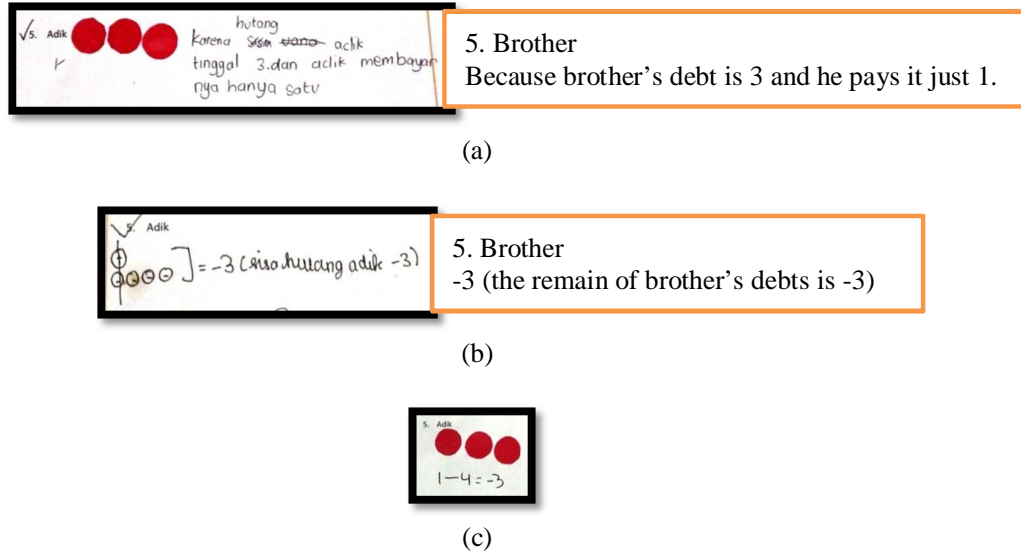 √5. Adik
hutong
Karena adik
tinggal 3.dan adik membayar
nya hanya satu
5. Brother
Because brother's debt is 3 and he pays it just 1.
(a)
5. Adik
= -3 (sisa hutang adik -3)
5. Brother
-3 (the remain of brother's debts is -3)
(b)
5. Adik
1-4 = -3
(c)